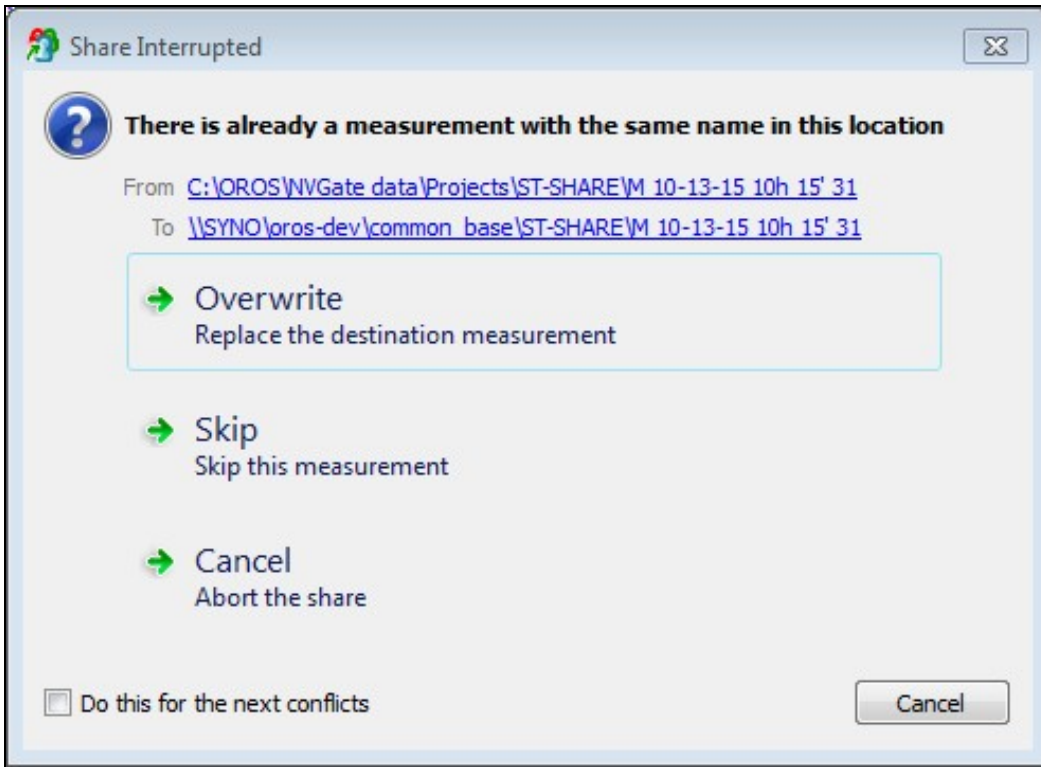 Share Interrupted
There is already a measurement with the same name in this location
From C:\OROS\NVGate data\Projects\ST-SHARE\M 10-13-15 10h 15' 31
To \\SYNO\oros-dev\common_base\ST-SHARE\M 10-13-15 10h 15' 31
Overwrite
Replace the destination measurement
Skip
Skip this measurement
Cancel
Abort the share
Do this for the next conflicts
Cancel